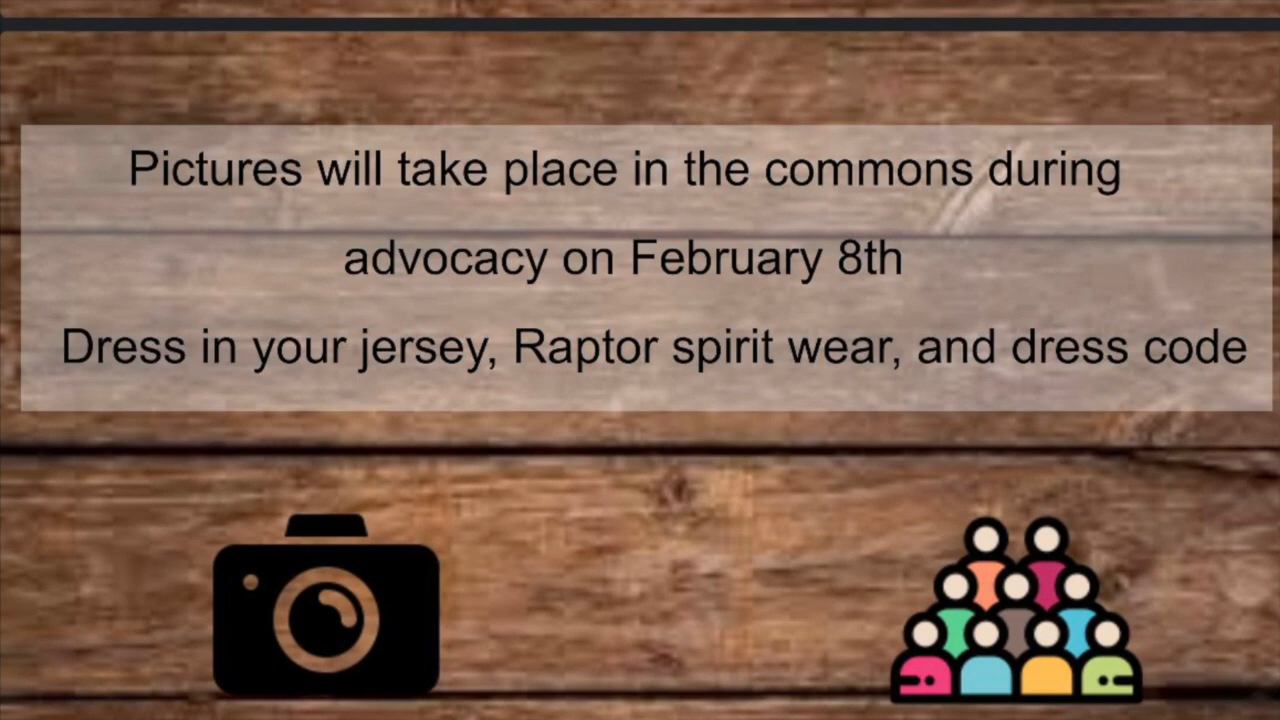 Pictures will take place in the commons during
advocacy on February 8th
Dress in your jersey, Raptor spirit wear, and dress code